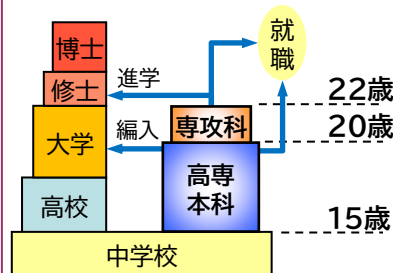 博士
修士
大学
高校
中学校
進学
編入
専攻科
高専
本科
就
職
22歳
20歳
15歳